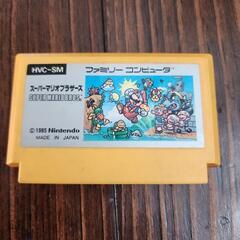 HVC-SM
ファミリー コンピュータ
スーパーマリオブラザーズ
SUPER MARIO BROS.
© 1985 Nintendo
MADE IN JAPAN